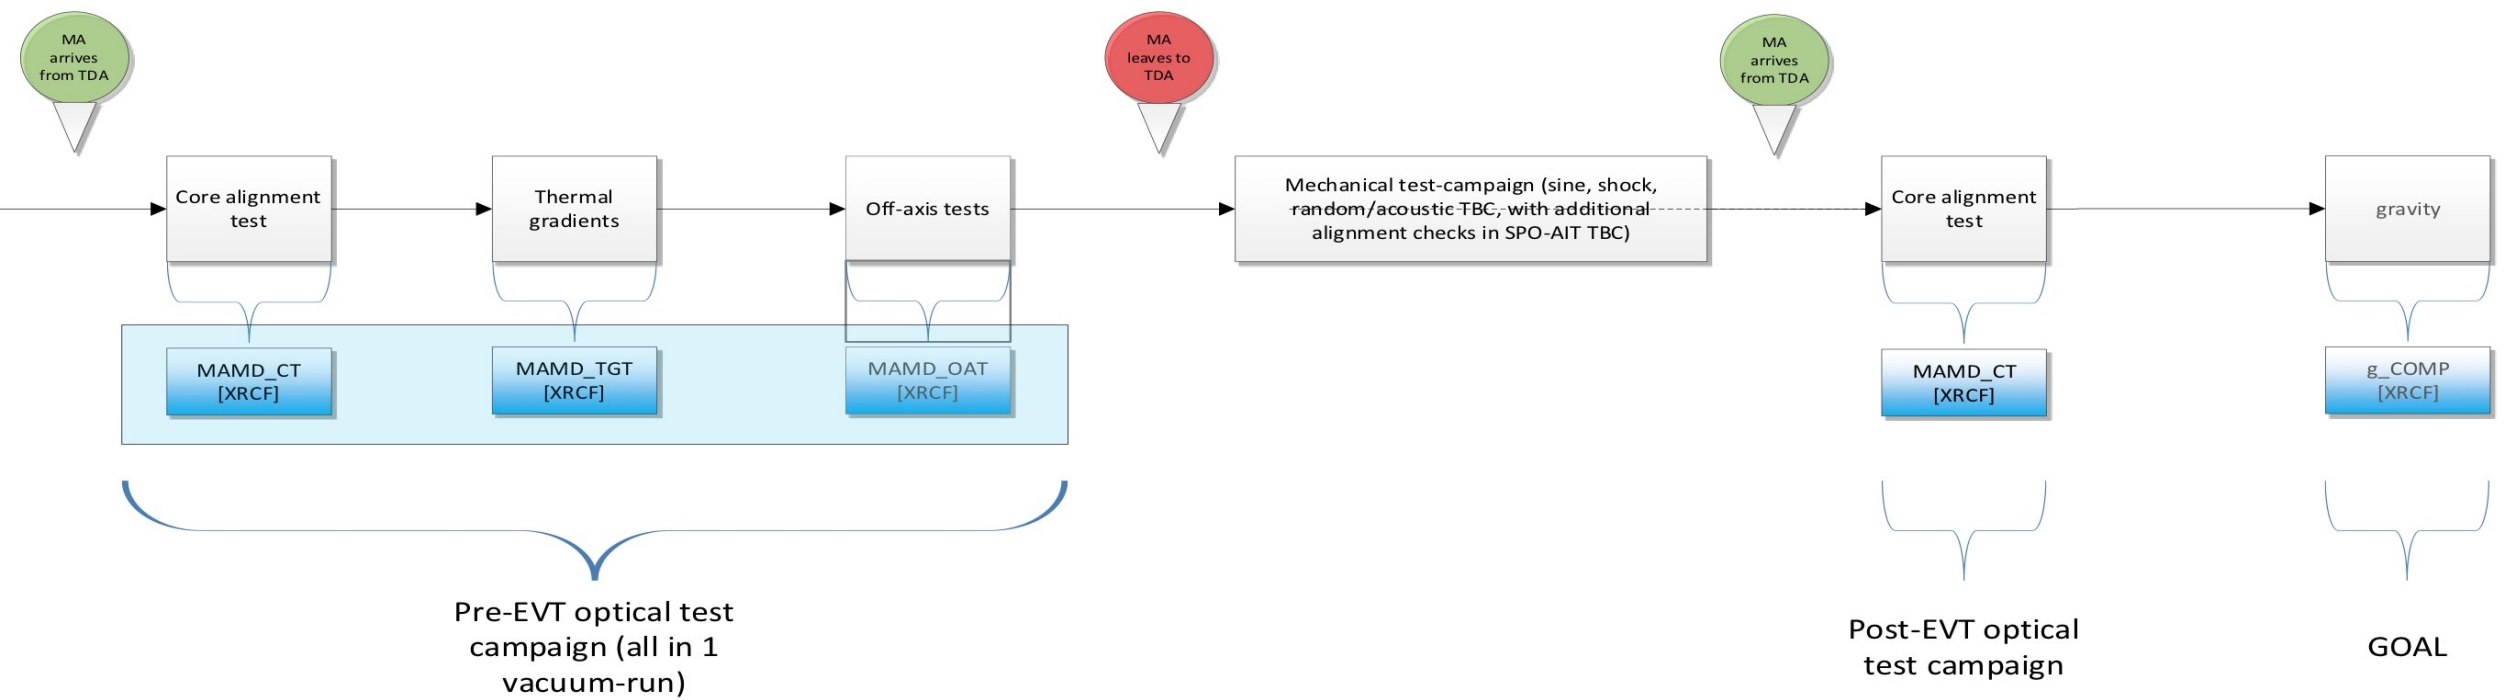 MA
arrives
from TDA
MA
leaves to
TDA
MA
arrives
from TDA
Core alignment
test
Thermal
gradients
Off-axis tests
Mechanical test-campaign (sine, shock,
random/acoustic TBC, with additional
alignment checks in SPO-AIT TBC)
Core alignment
test
gravity
MAMD_CT
[XRCF]
MAMD_TGT
[XRCF]
MAMD_OAT
[XRCF]
MAMD_CT
[XRCF]
g_COMP
[XRCF]
Pre-EVT optical test
campaign (all in 1
vacuum-run)
Post-EVT optical
test campaign
GOAL